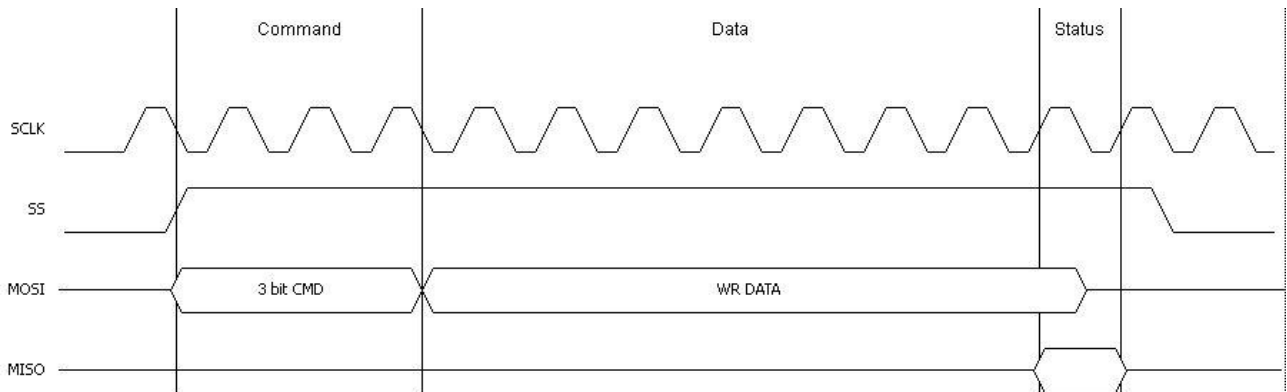 Command Data Status
SCLK
SS
MOSI 3 bit CMD WR DATA
MISO